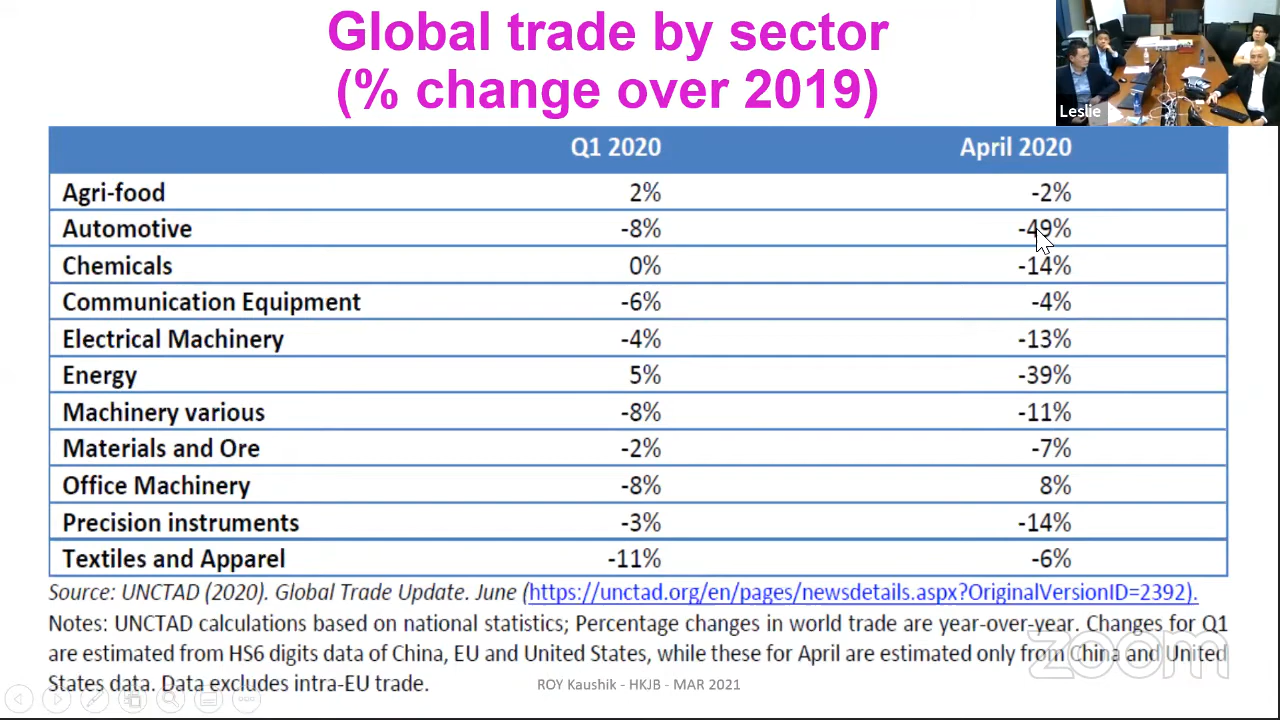 Global trade by sector
(% change over 2019)
Leslie
Q1 2020 April 2020
Agri-food 2% -2%
Automotive -8% -49%
Chemicals 0% -14%
Communication Equipment -6% -4%
Electrical Machinery -4% -13%
Energy 5% -39%
Machinery various -8% -11%
Materials and Ore -2% -7%
Office Machinery -8% 8%
Precision instruments -3% -14%
Textiles and Apparel -11% -6%
Source: UNCTAD (2020). Global Trade Update. June (https://unctad.org/en/pages/newsdetails.aspx?OriginalVersionID=2392).
Notes: UNCTAD calculations based on national statistics; Percentage changes in world trade are year-over-year. Changes for Q1
are estimated from HS6 digits data of China, EU and United States, while these for April are estimated only from China and United
States data. Data excludes intra-EU trade.
ROY Kaushik - HKJB - MAR 2021
zoom